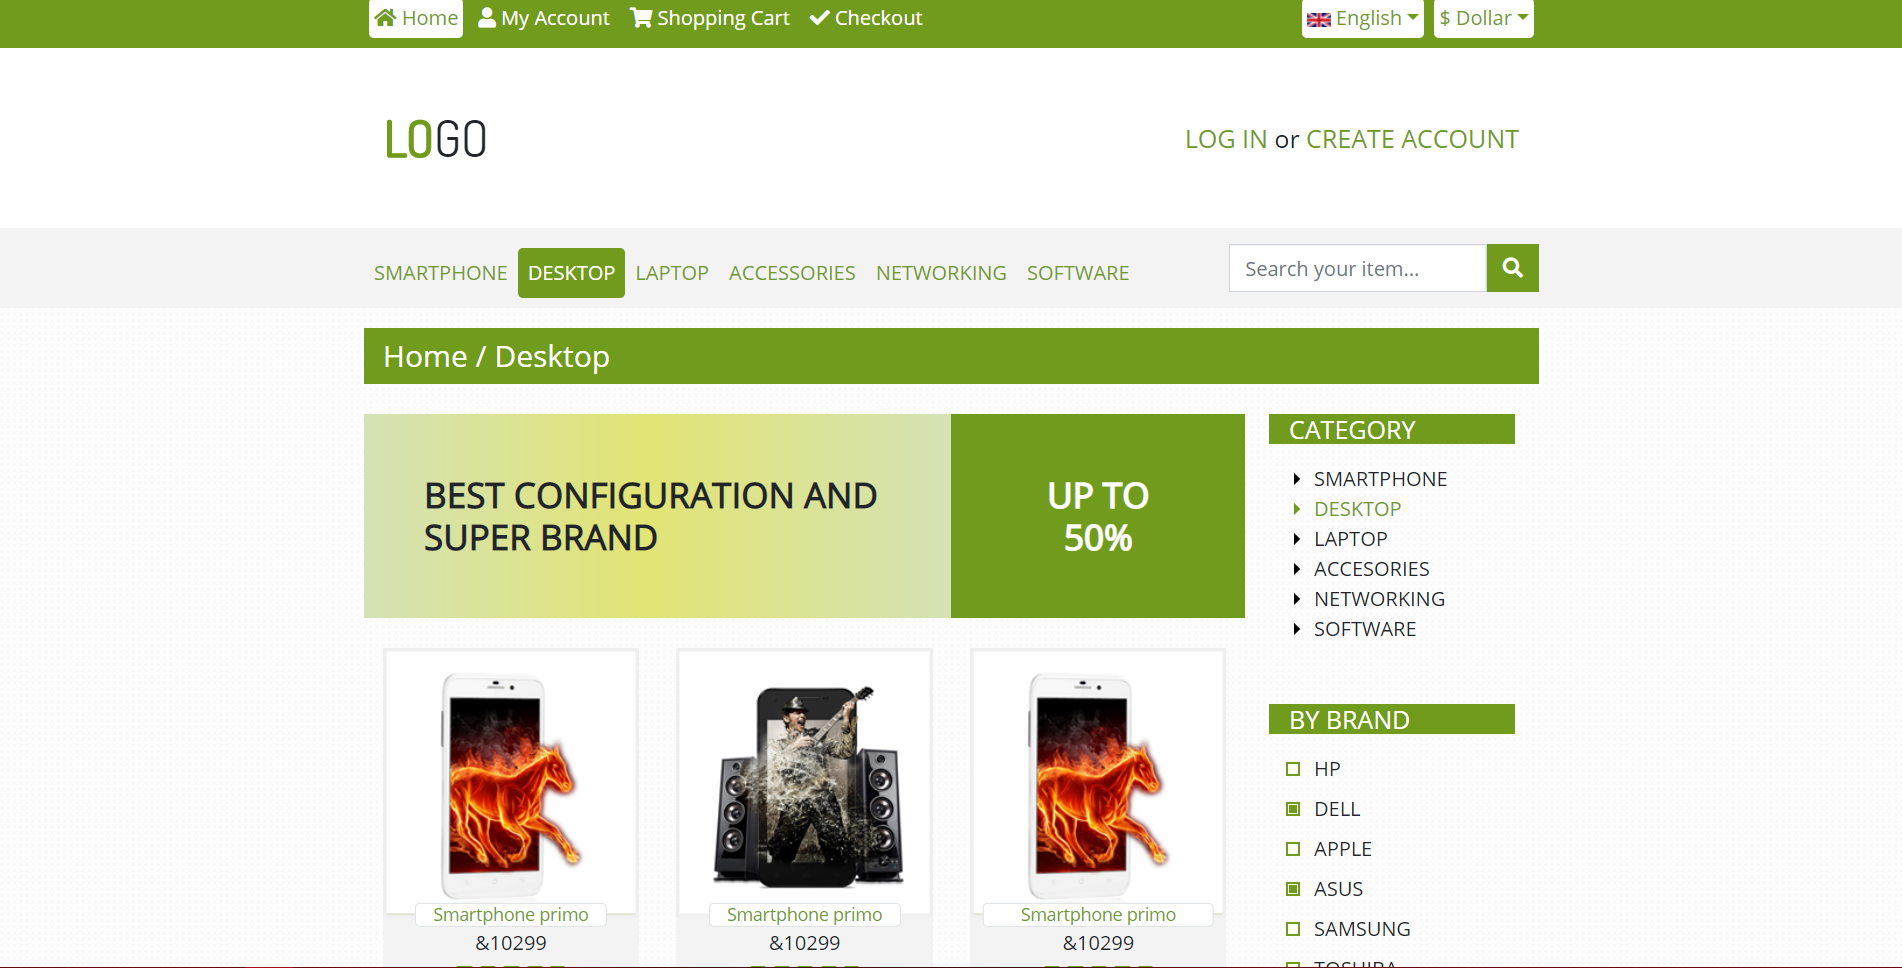 Home My Account Shopping Cart Checkout English $ Dollar
LOGO
LOG IN or CREATE ACCOUNT
SMARTPHONE DESKTOP LAPTOP ACCESSORIES NETWORKING SOFTWARE Search your item...
Home / Desktop
BEST CONFIGURATION AND
SUPER BRAND
UP TO
50%
CATEGORY
SMARTPHONE
DESKTOP
LAPTOP
ACCESORIES
NETWORKING
SOFTWARE
BY BRAND
HP
DELL
APPLE
ASUS
SAMSUNG
TOSHIBA
Smartphone primo Smartphone primo Smartphone primo
&10299 &10299 &10299